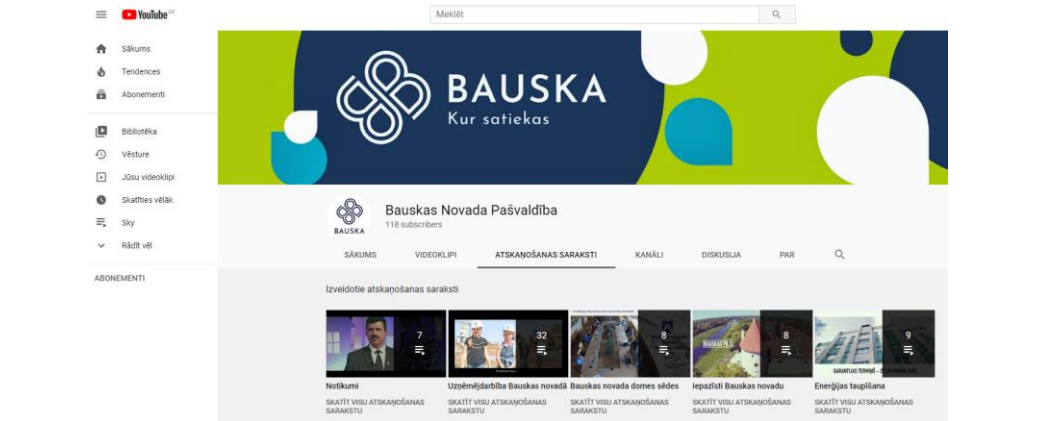 YouTube LV
Meklēt
Sākums
Tendences
Abonementi
Bibliotēka
Vēsture
Jūsu videoklipi
Skatīties vēlāk
Sky
Rādīt vēl
ABONEMENTI
BAUSKA
Kur satiekas
BAUSKA
Bauskas Novada Pašvaldība
118 subscribers
SĀKUMS VIDEOKLIPI ATSKAŅOŠANAS SARAKSTI KANĀLI DISKUSIJA PAR
Izveidotie atskaņošanas saraksti
7 32 8 8 9
BAUSKAS PILS
Notikumi Uzņēmējdarbība Bauskas novadā Bauskas novada domes sēdes Iepazīsti Bauskas novadu Enerģijas taupīšana
SKATĪT VISU ATSKAŅOŠANAS SKATĪT VISU ATSKAŅOŠANAS SKATĪT VISU ATSKAŅOŠANAS SKATĪT VISU ATSKAŅOŠANAS SKATĪT VISU ATSKAŅOŠANAS
SARAKSTU SARAKSTU SARAKSTU SARAKSTU SARAKSTU